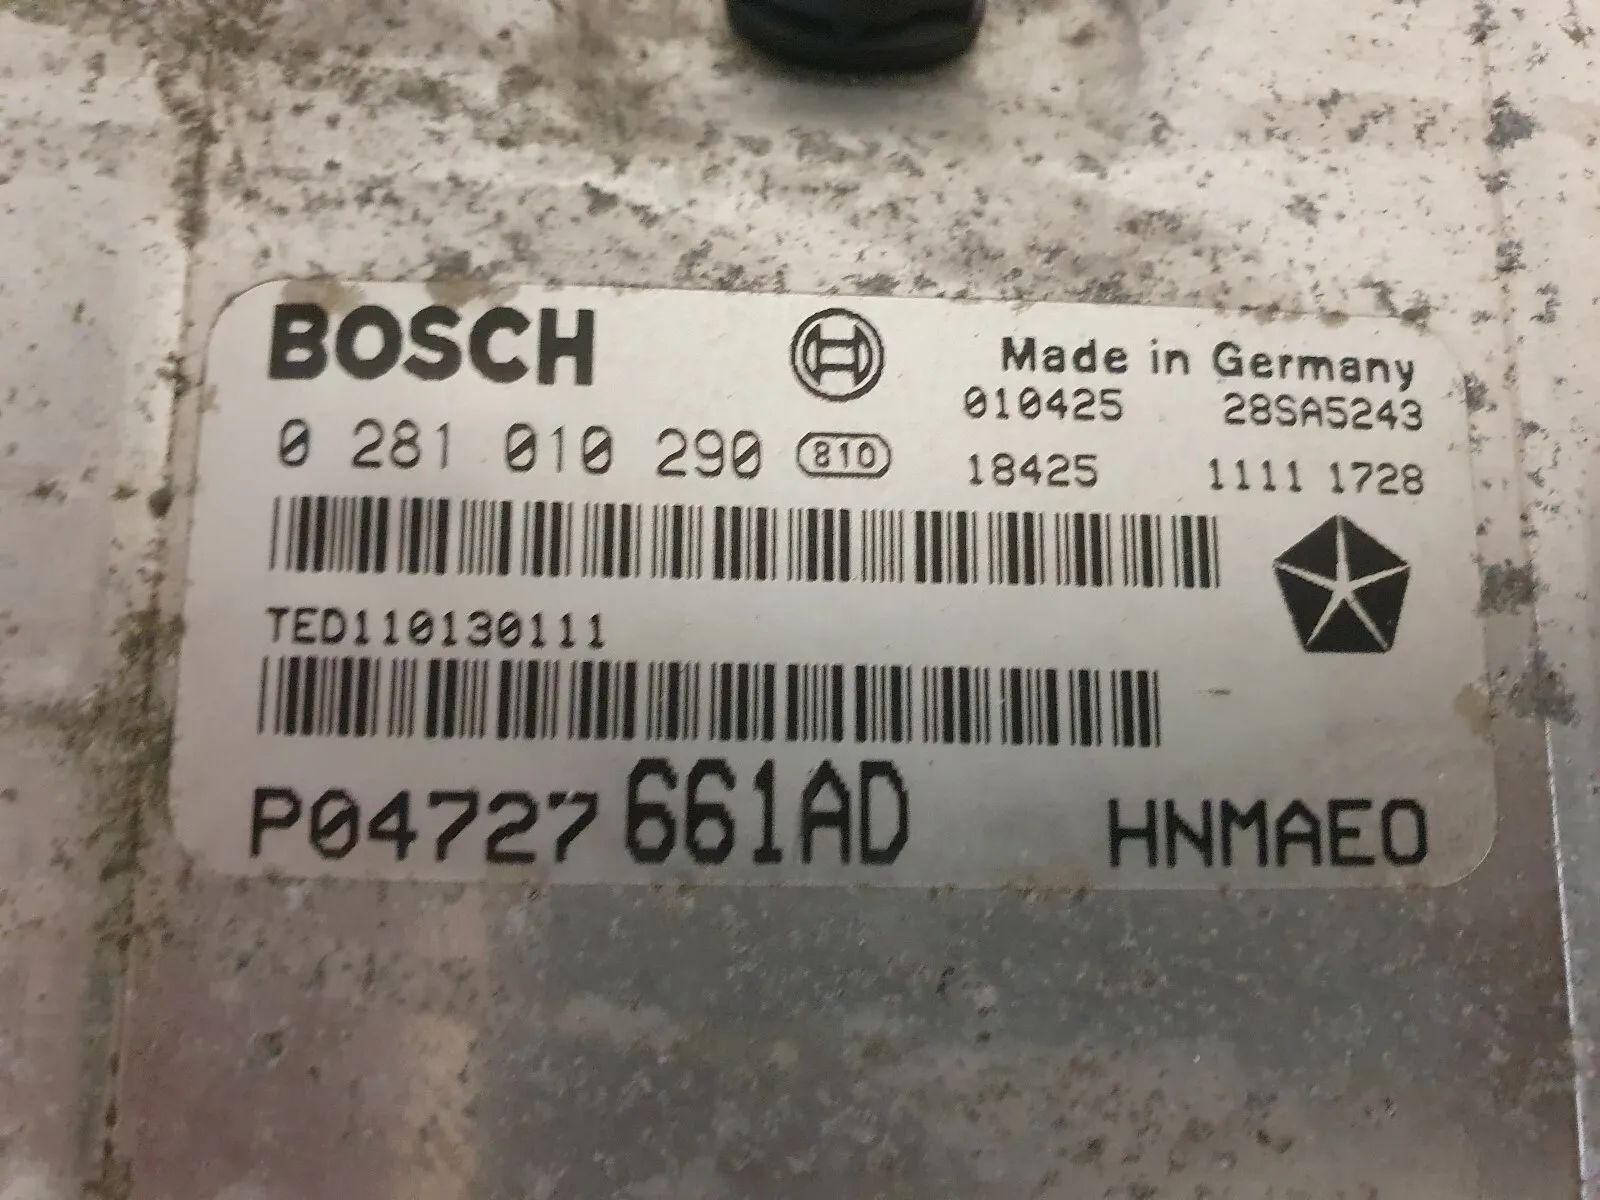 BOSCH
Made in Germany
010425 28SA5243
0 281 010 290 810
18425 1111 1728
TED110130111
P04727661AD HNMAEO